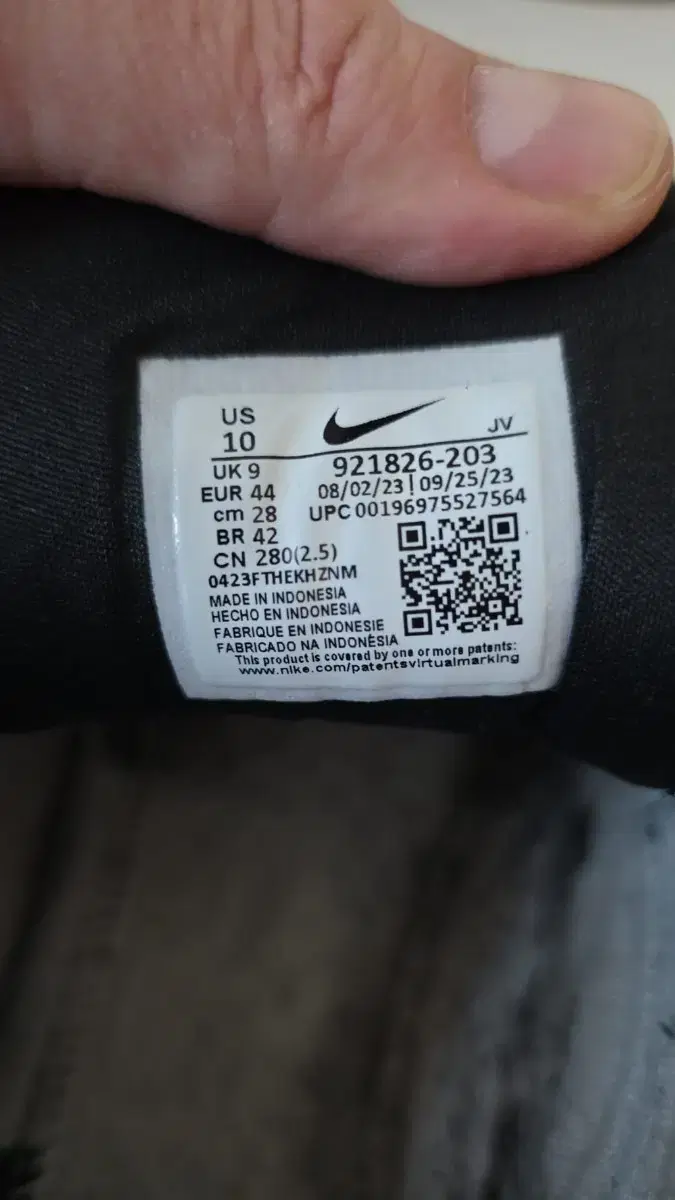 US
10
JV
UK 9
921826-203
EUR 44
08/02/23 | 09/25/23
cm 28
UPC 00196975527564
BR 42
CN 280(2.5)
0423FTHEKHZNM
MADE IN INDONESIA
HECHO EN INDONESIA
FABRIQUE EN INDONESIE
FABRICADO NA INDONÉSIA
This product is covered by one or more patents:
www.nike.com/patentsvirtualmarking